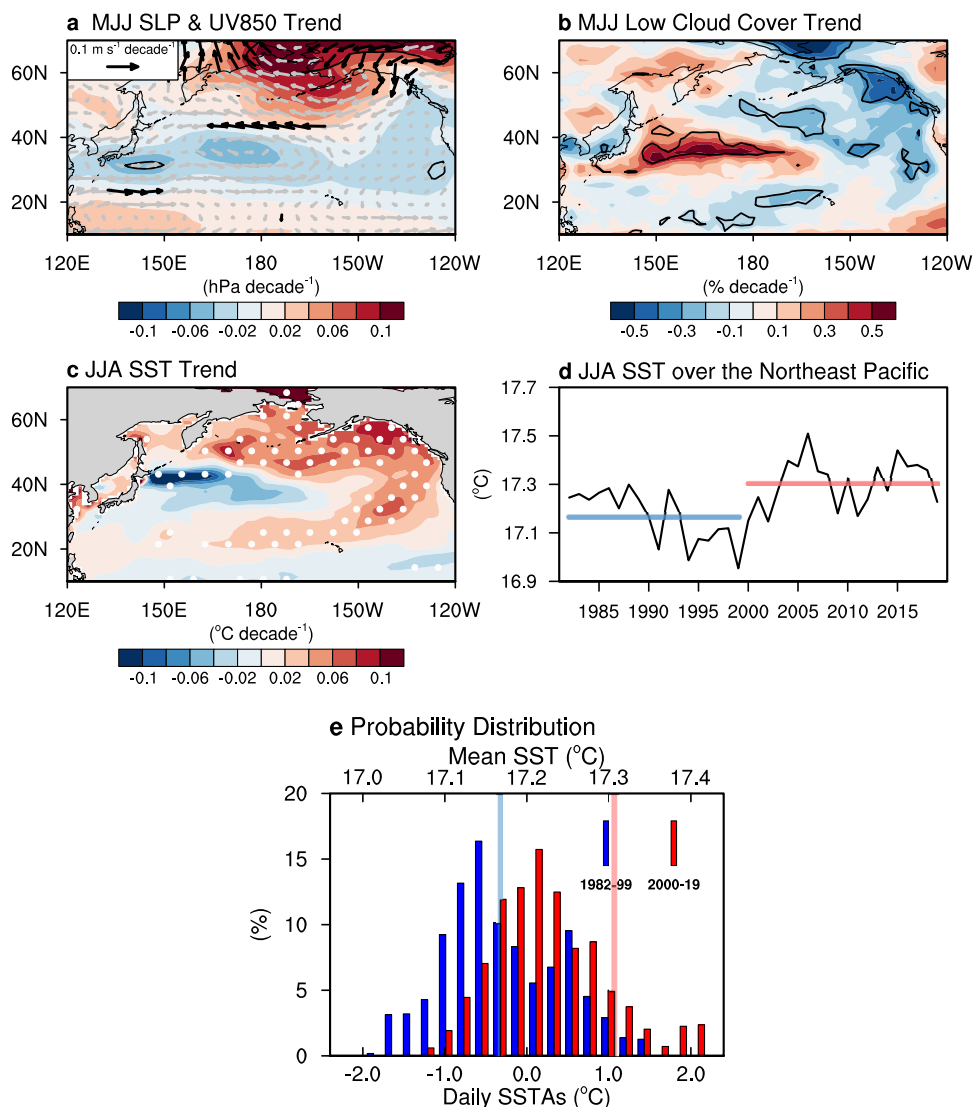 a MJJ SLP & UV850 Trend
0.1 m s⁻¹ decade⁻¹
60N
40N
20N
120E 150E 180 150W 120W
(hPa decade⁻¹)
-0.1 -0.06 -0.02 0.02 0.06 0.1
b MJJ Low Cloud Cover Trend
60N
40N
20N
120E 150E 180 150W 120W
(% decade⁻¹)
-0.5 -0.3 -0.1 0.1 0.3 0.5
c JJA SST Trend
60N
40N
20N
120E 150E 180 150W 120W
(°C decade⁻¹)
-0.1 -0.06 -0.02 0.02 0.06 0.1
d JJA SST over the Northeast Pacific
17.7
17.5
17.3
17.1
16.9
(°C)
1985 1990 1995 2000 2005 2010 2015
e Probability Distribution
Mean SST (°C)
17.0 17.1 17.2 17.3 17.4
20
15
10
5
0
(%)
1982-99 2000-19
-2.0 -1.0 0.0 1.0 2.0
Daily SSTAs (°C)